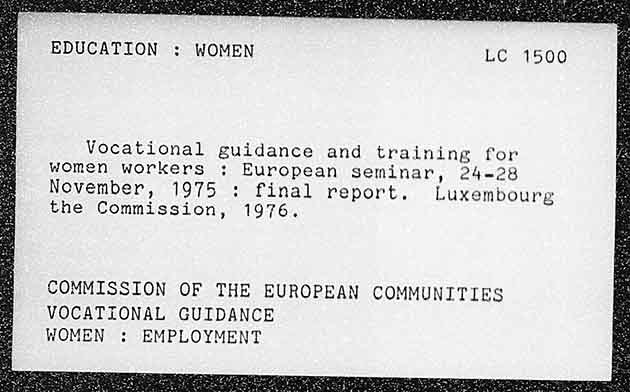 EDUCATION : WOMEN LC 1500
Vocational guidance and training for
women workers : European seminar, 24-28
November, 1975 : final report. Luxembourg
the Commission, 1976.
COMMISSION OF THE EUROPEAN COMMUNITIES
VOCATIONAL GUIDANCE
WOMEN : EMPLOYMENT